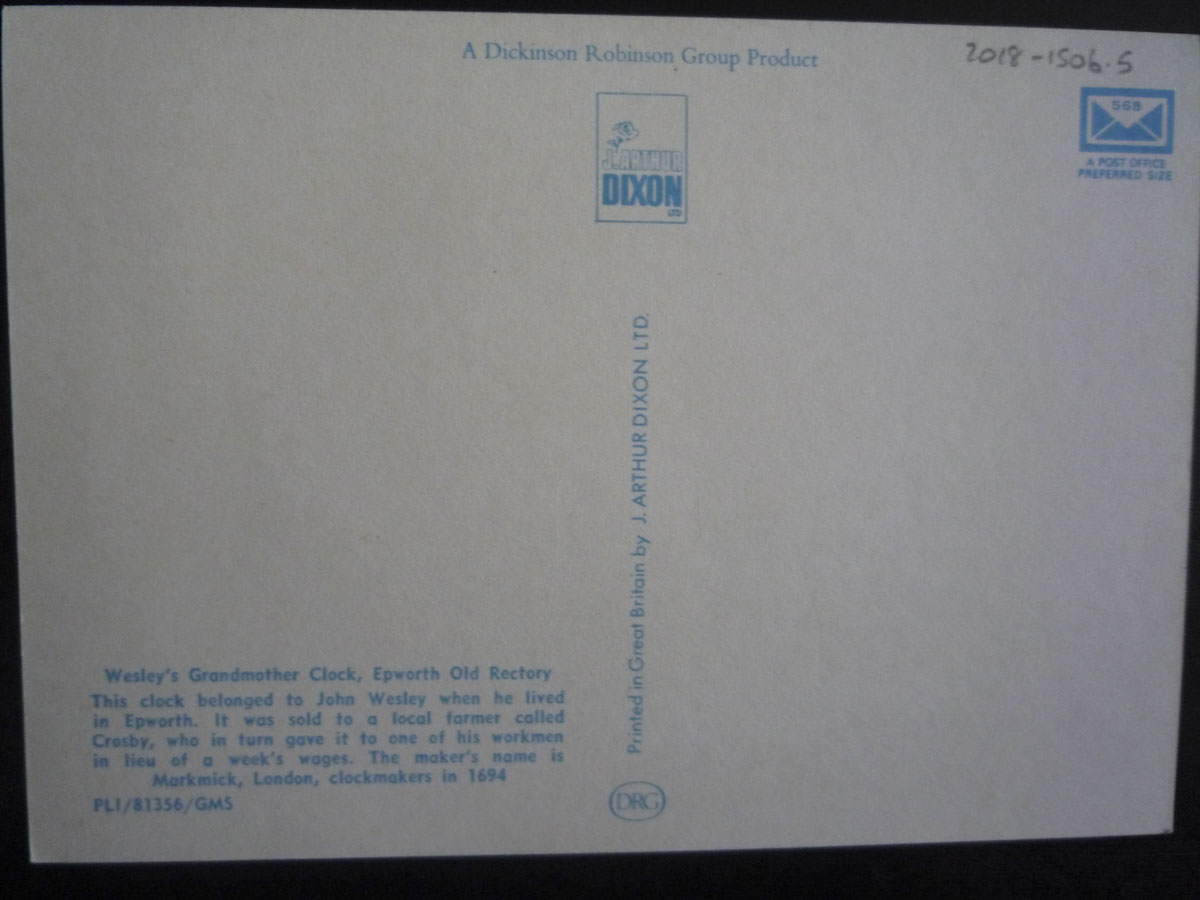 A Dickinson Robinson Group Product
2018-1506.5
568
A POST OFFICE
PREFERRED SIZE
J. ARTHUR
DIXON
LTD
Printed in Great Britain by J. ARTHUR DIXON LTD.
Wesley's Grandmother Clock, Epworth Old Rectory
This clock belonged to John Wesley when he lived
in Epworth. It was sold to a local farmer called
Crosby, who in turn gave it to one of his workmen
in lieu of a week's wages. The maker's name is
Markmick, London, clockmakers in 1694
PLI/81356/GMS
DRG